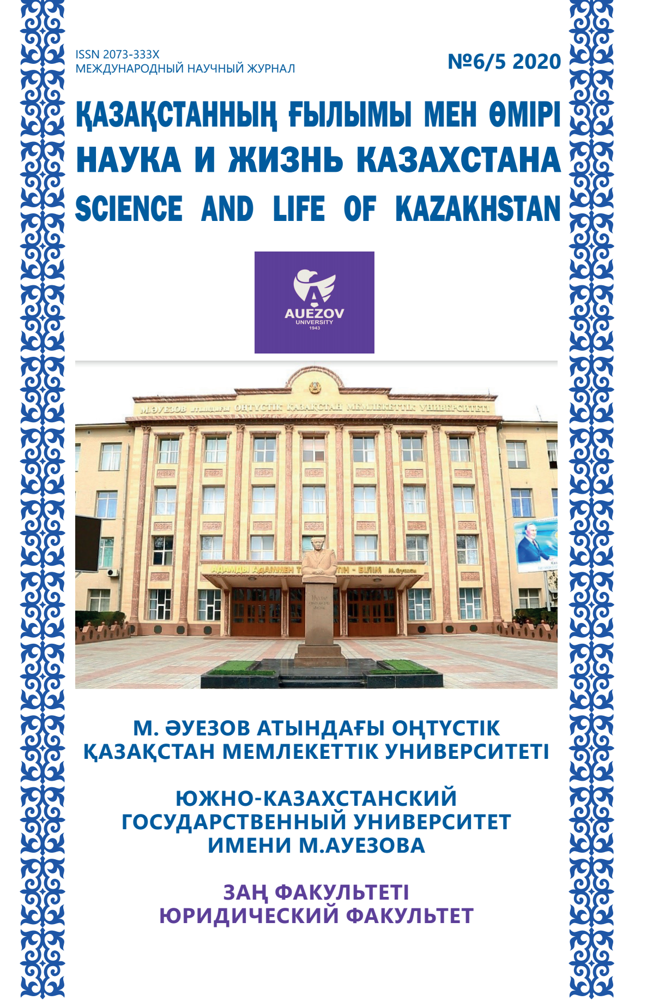 ISSN 2073-333X
МЕЖДУНАРОДНЫЙ НАУЧНЫЙ ЖУРНАЛ
№6/5 2020
ҚАЗАҚСТАННЫҢ ҒЫЛЫМЫ МЕН ӨМІРІ
НАУКА И ЖИЗНЬ КАЗАХСТАНА
SCIENCE AND LIFE OF KAZAKHSTAN
AUEZOV
UNIVERSITY
1943
М.ӘУЕЗОВ атындағы ОҢТҮСТІК ҚАЗАҚСТАН МЕМЛЕКЕТТІК УНИВЕРСИТЕТІ
АДАМДЫ АДАММЕН - БІЛІМ М. Әуезов
М. ӘУЕЗОВ АТЫНДАҒЫ ОҢТҮСТІК
ҚАЗАҚСТАН МЕМЛЕКЕТТІК УНИВЕРСИТЕТІ
ЮЖНО-КАЗАХСТАНСКИЙ
ГОСУДАРСТВЕННЫЙ УНИВЕРСИТЕТ
ИМЕНИ М.АУЕЗОВА
ЗАҢ ФАКУЛЬТЕТІ
ЮРИДИЧЕСКИЙ ФАКУЛЬТЕТ